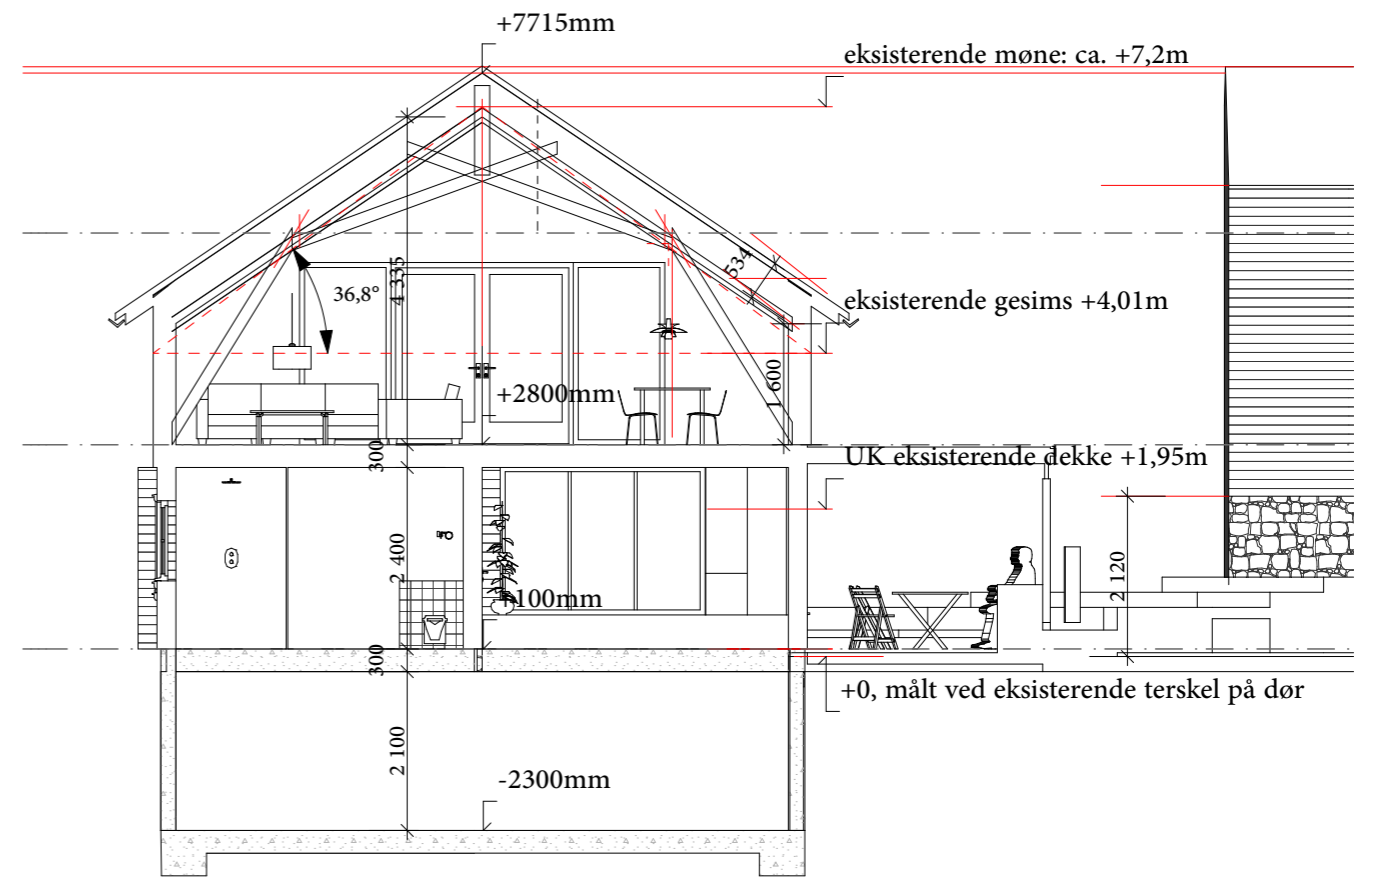 +7715mm
eksisterende møne: ca. +7,2m
534
36,8°
4 335
eksisterende gesims +4,01m
1 600
+2800mm
300
UK eksisterende dekke +1,95m
2 400
2 120
+100mm
300
+0, målt ved eksisterende terskel på dør
2 100
-2300mm